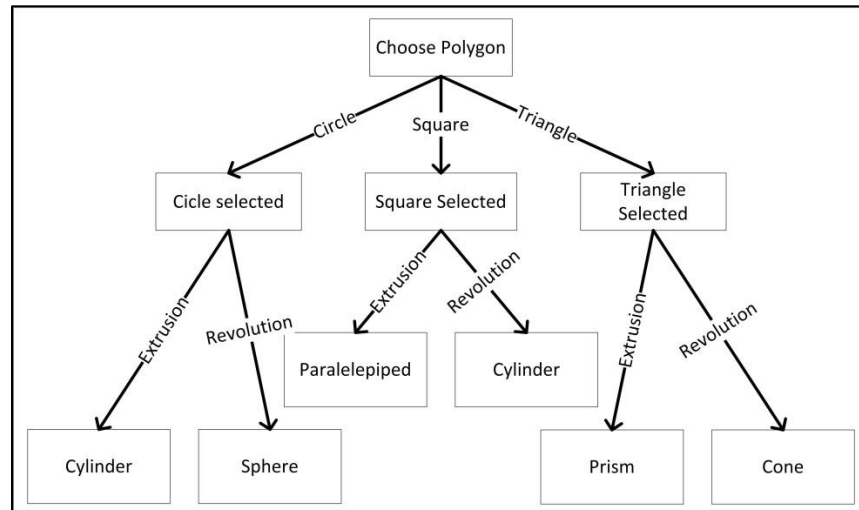 Choose Polygon
Circle
Square
Triangle
Cicle selected
Square Selected
Triangle
Selected
Extrusion
Revolution
Extrusion
Revolution
Extrusion
Revolution
Paralelepiped
Cylinder
Cylinder
Sphere
Prism
Cone